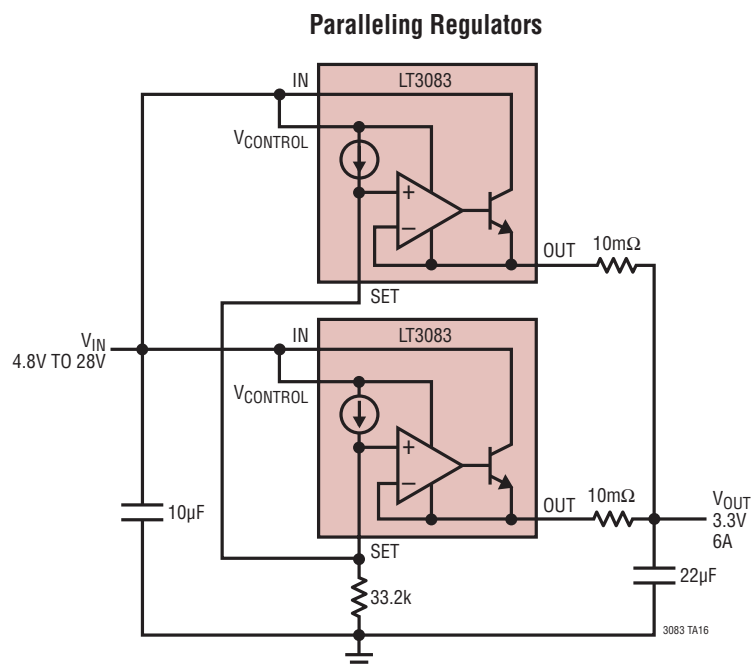 Paralleling Regulators
IN
LT3083
VCONTROL
+
–
OUT
10mΩ
SET
VIN
4.8V TO 28V
IN
LT3083
VCONTROL
+
–
OUT
10mΩ
VOUT
3.3V
6A
10µF
SET
33.2k
22µF
3083 TA16